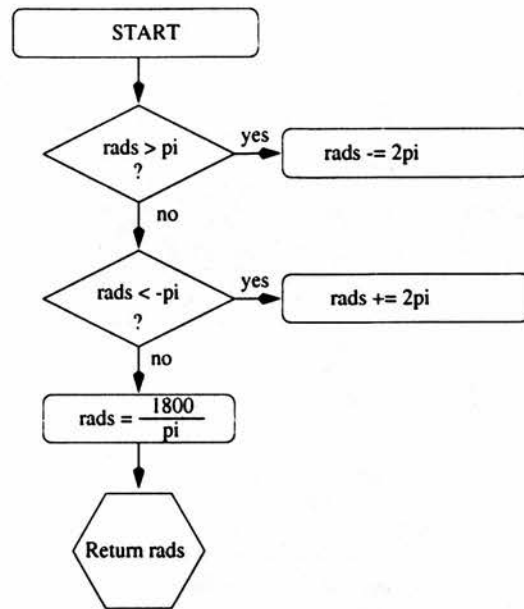 START
rads > pi
?
yes
rads -= 2pi
no
rads < -pi
?
yes
rads += 2pi
no
rads = 1800
pi
Return rads